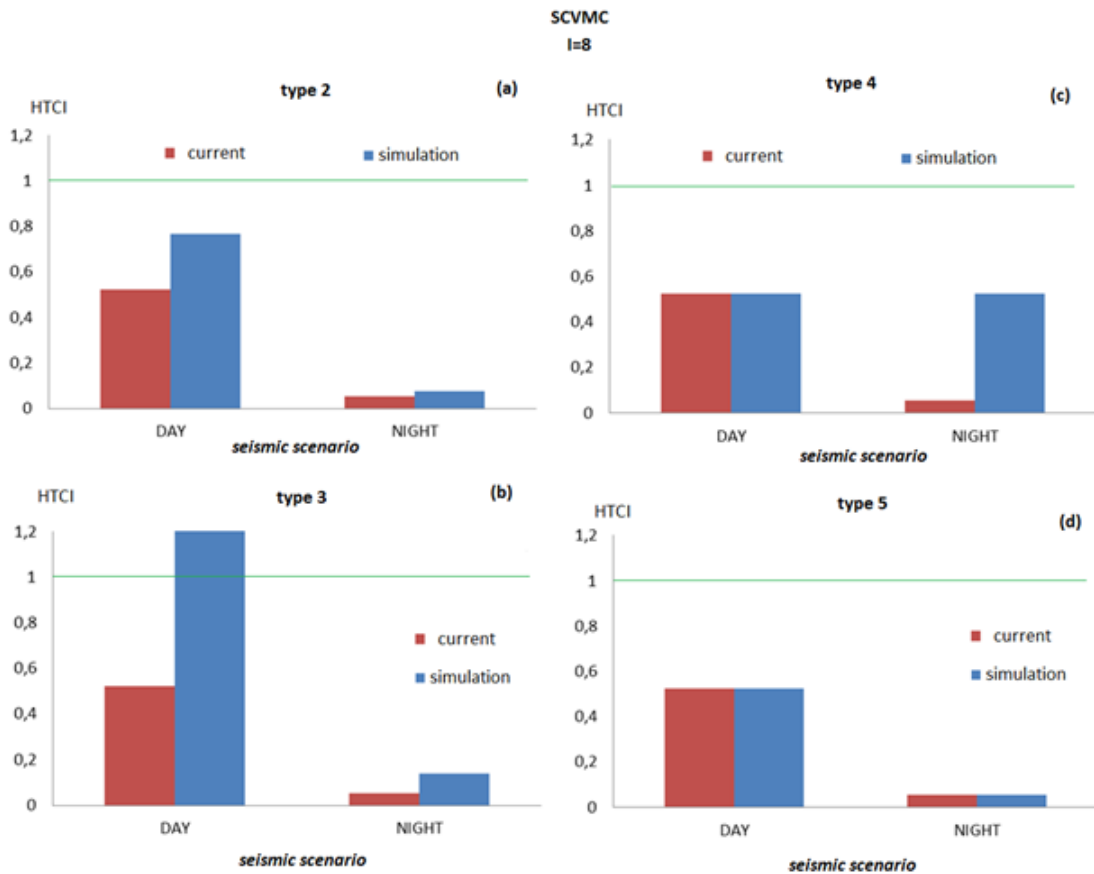 SCVMC
I=8
type 2
(a)
HTCI
1,2
1
0,8
0,6
0,4
0,2
0
current
simulation
DAY
NIGHT
seismic scenario
type 4
(c)
HTCI
1,2
1
0,8
0,6
0,4
0,2
0
current
simulation
DAY
NIGHT
seismic scenario
type 3
(b)
HTCI
1,2
1
0,8
0,6
0,4
0,2
0
current
simulation
DAY
NIGHT
seismic scenario
type 5
(d)
HTCI
1,2
1
0,8
0,6
0,4
0,2
0
current
simulation
DAY
NIGHT
seismic scenario